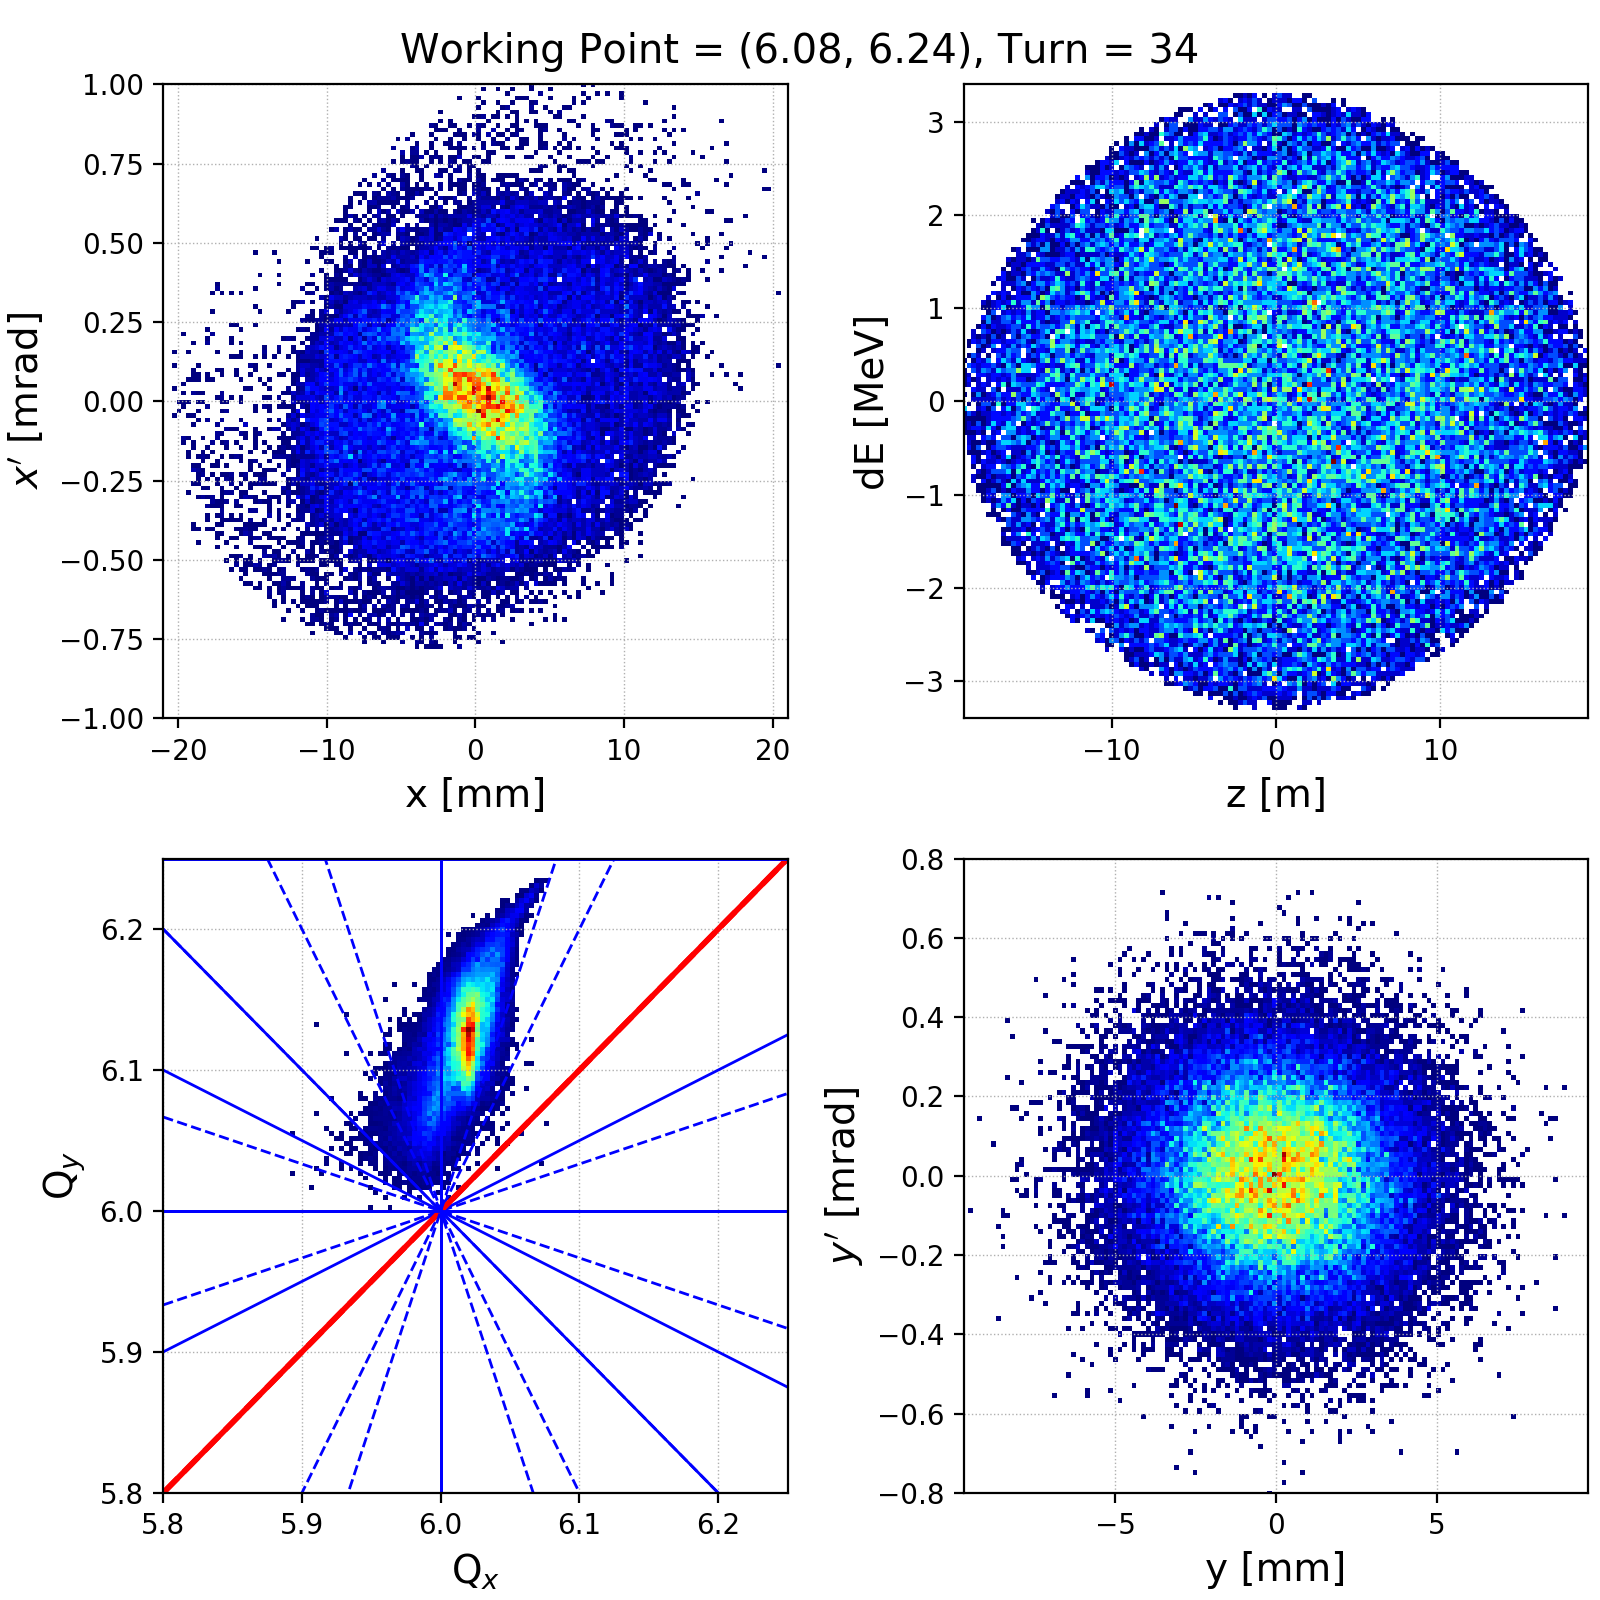 Working Point = (6.08, 6.24), Turn = 34
1.00
0.75
0.50
0.25
0.00
−0.25
−0.50
−0.75
−1.00
x′ [mrad]
−20 −10 0 10 20
x [mm]
3
2
1
0
−1
−2
−3
dE [MeV]
−10 0 10
z [m]
6.2
6.1
6.0
5.9
5.8
Qy
5.8 5.9 6.0 6.1 6.2
Qx
0.8
0.6
0.4
0.2
0.0
−0.2
−0.4
−0.6
−0.8
y′ [mrad]
−5 0 5
y [mm]